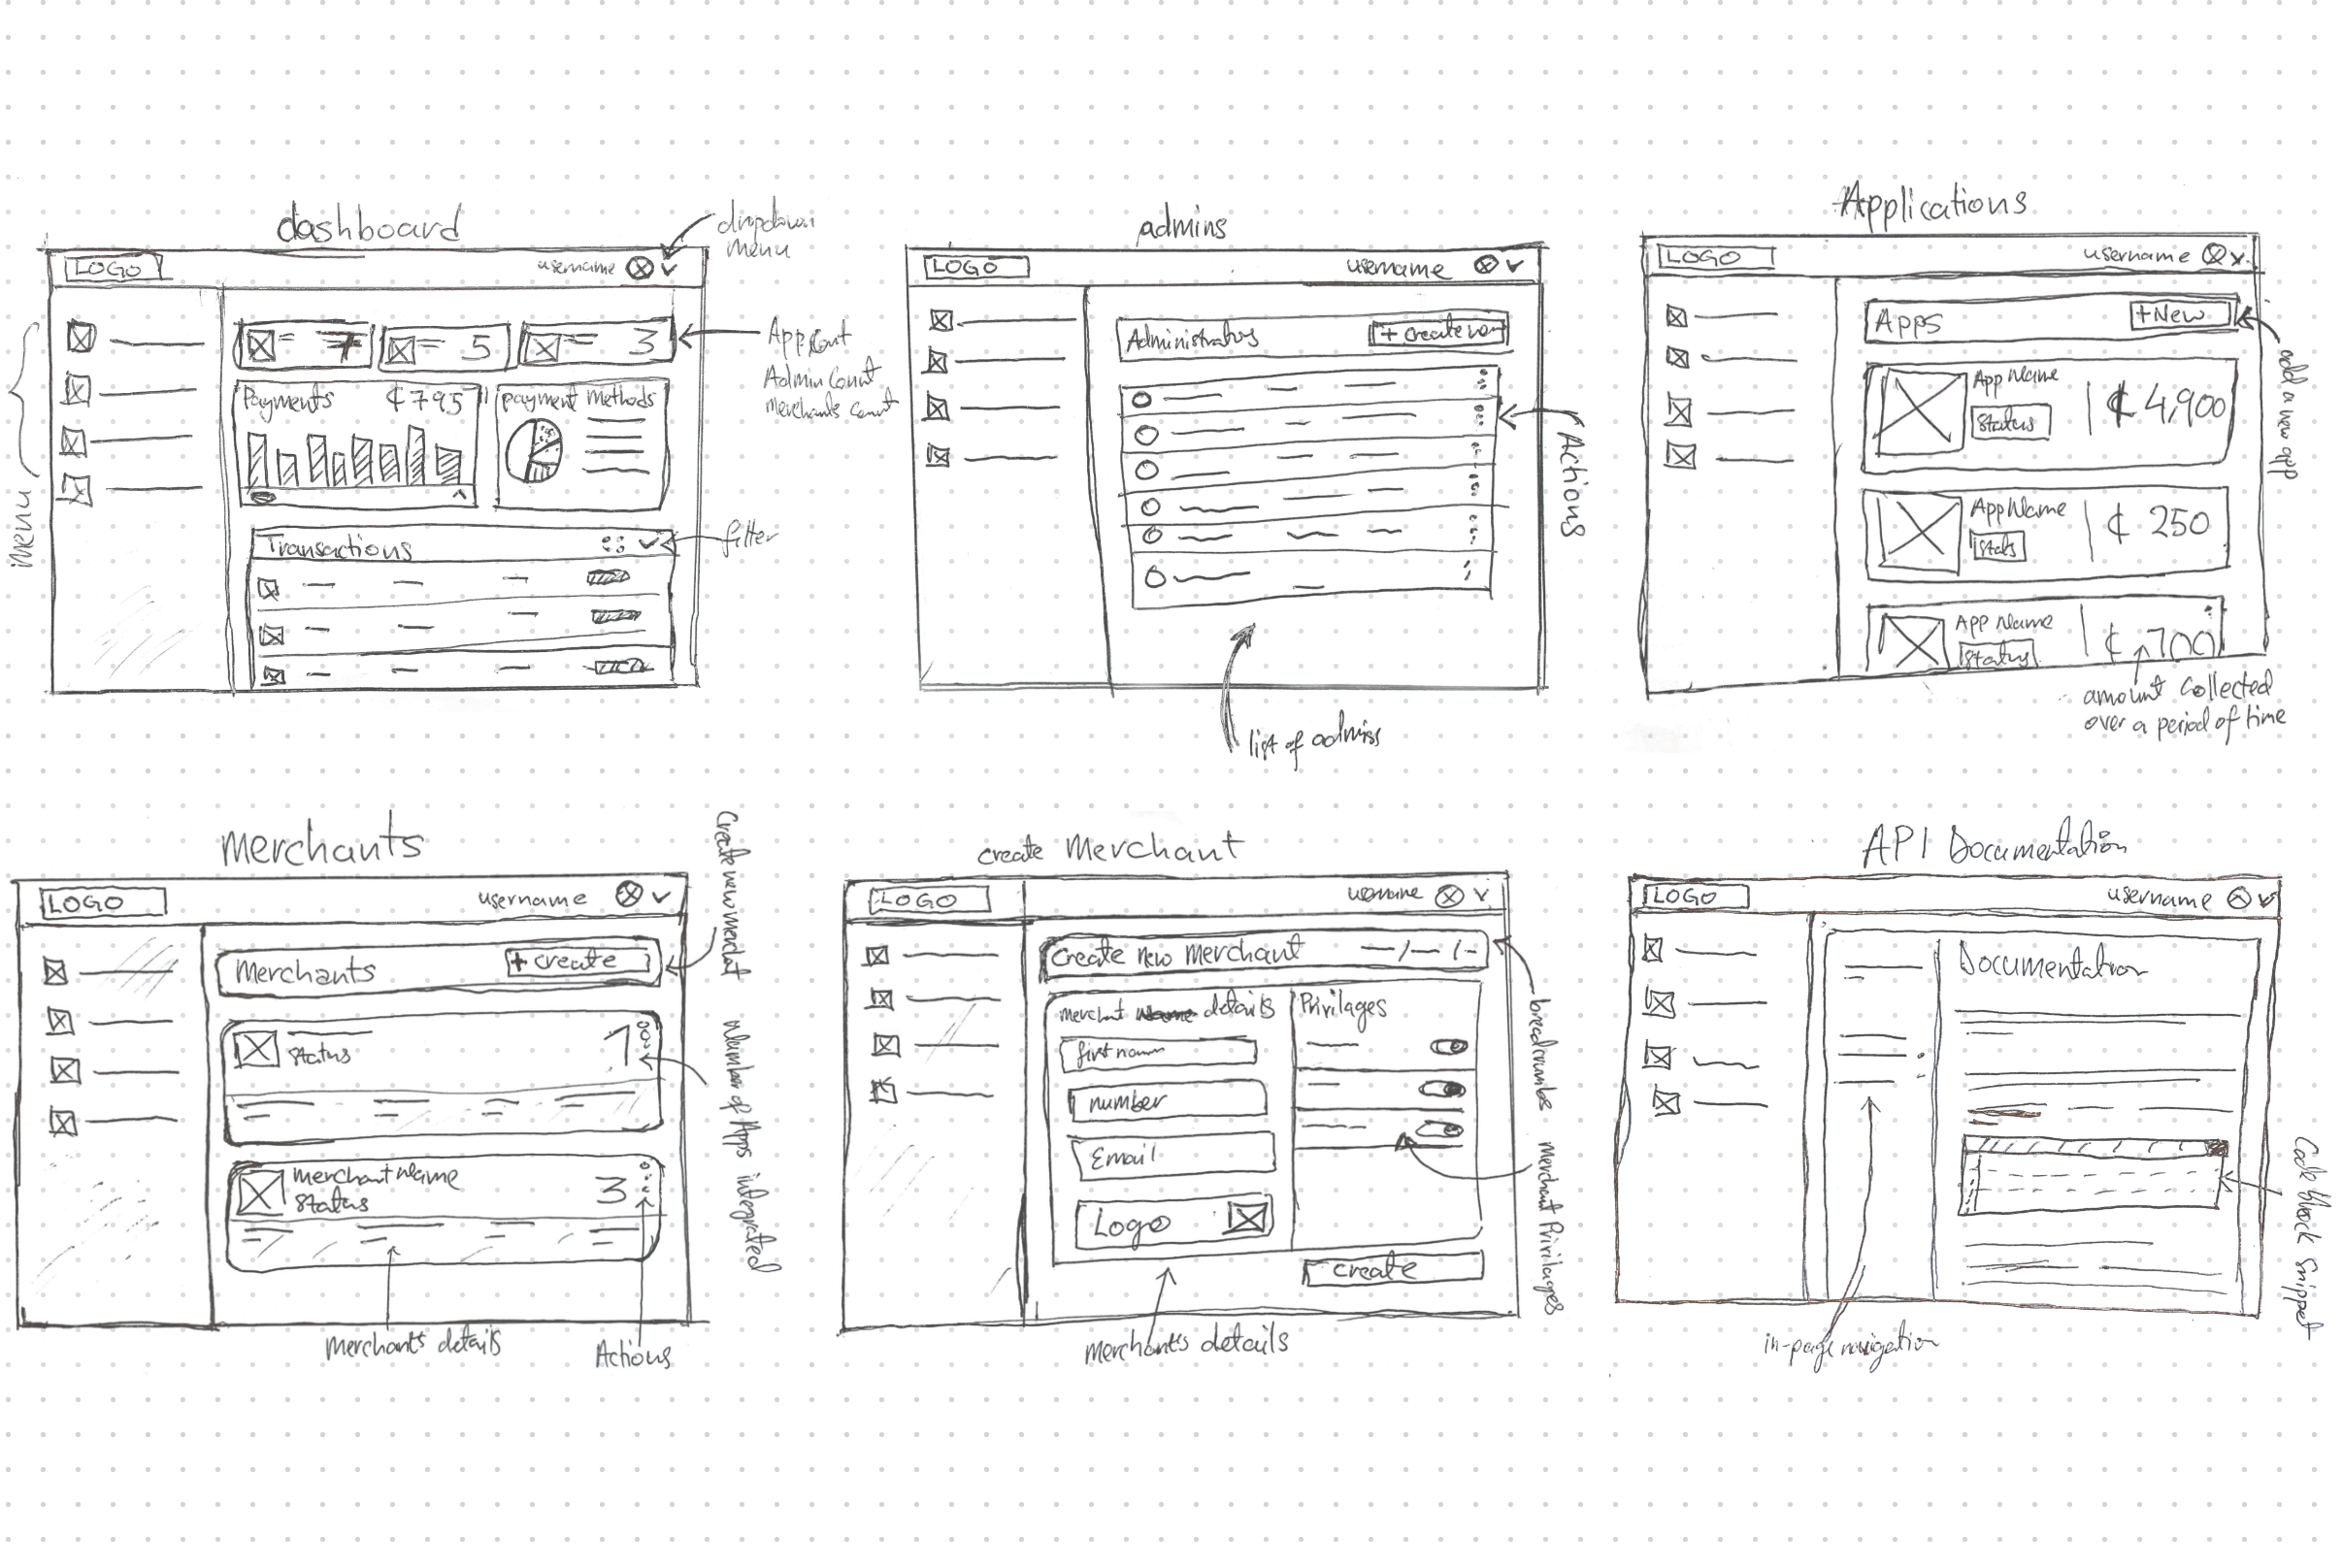 dashboard
dropdown
menu
LOGO
username
menu
7
5
3
App Count
Admin Count
Merchants Count
Payments ₵795
payment Methods
Transactions
filter
admins
LOGO
username
Administrators
+ Create
Actions
list of admins
Applications
LOGO
username
Apps
+New
add a new app
App Name
Status
₵ 4,900
App Name
₵ 250
App Name
Status
₵ 700
amount Collected
over a period of time
Merchants
Create new merchat
LOGO
username
Merchants
+ create
Status
1
Number of Apps integrated
Merchant Name
Status
3
Merchants details
Actions
create Merchant
LOGO
username
Create new Merchant
breadcrumbs
merchant details
Privilages
first name
number
Email
Logo
create
Merchant Privilages
merchants details
API Documentation
LOGO
username
Documentation
Code block Snippet
in-page navigation